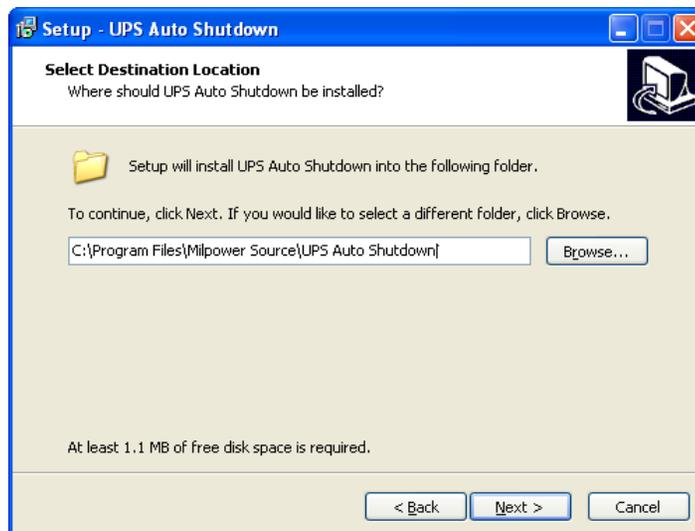 Setup - UPS Auto Shutdown
Select Destination Location
Where should UPS Auto Shutdown be installed?
Setup will install UPS Auto Shutdown into the following folder.
To continue, click Next. If you would like to select a different folder, click Browse.
C:\Program Files\Milpower Source\UPS Auto Shutdown
Browse...
At least 1.1 MB of free disk space is required.
< Back Next > Cancel